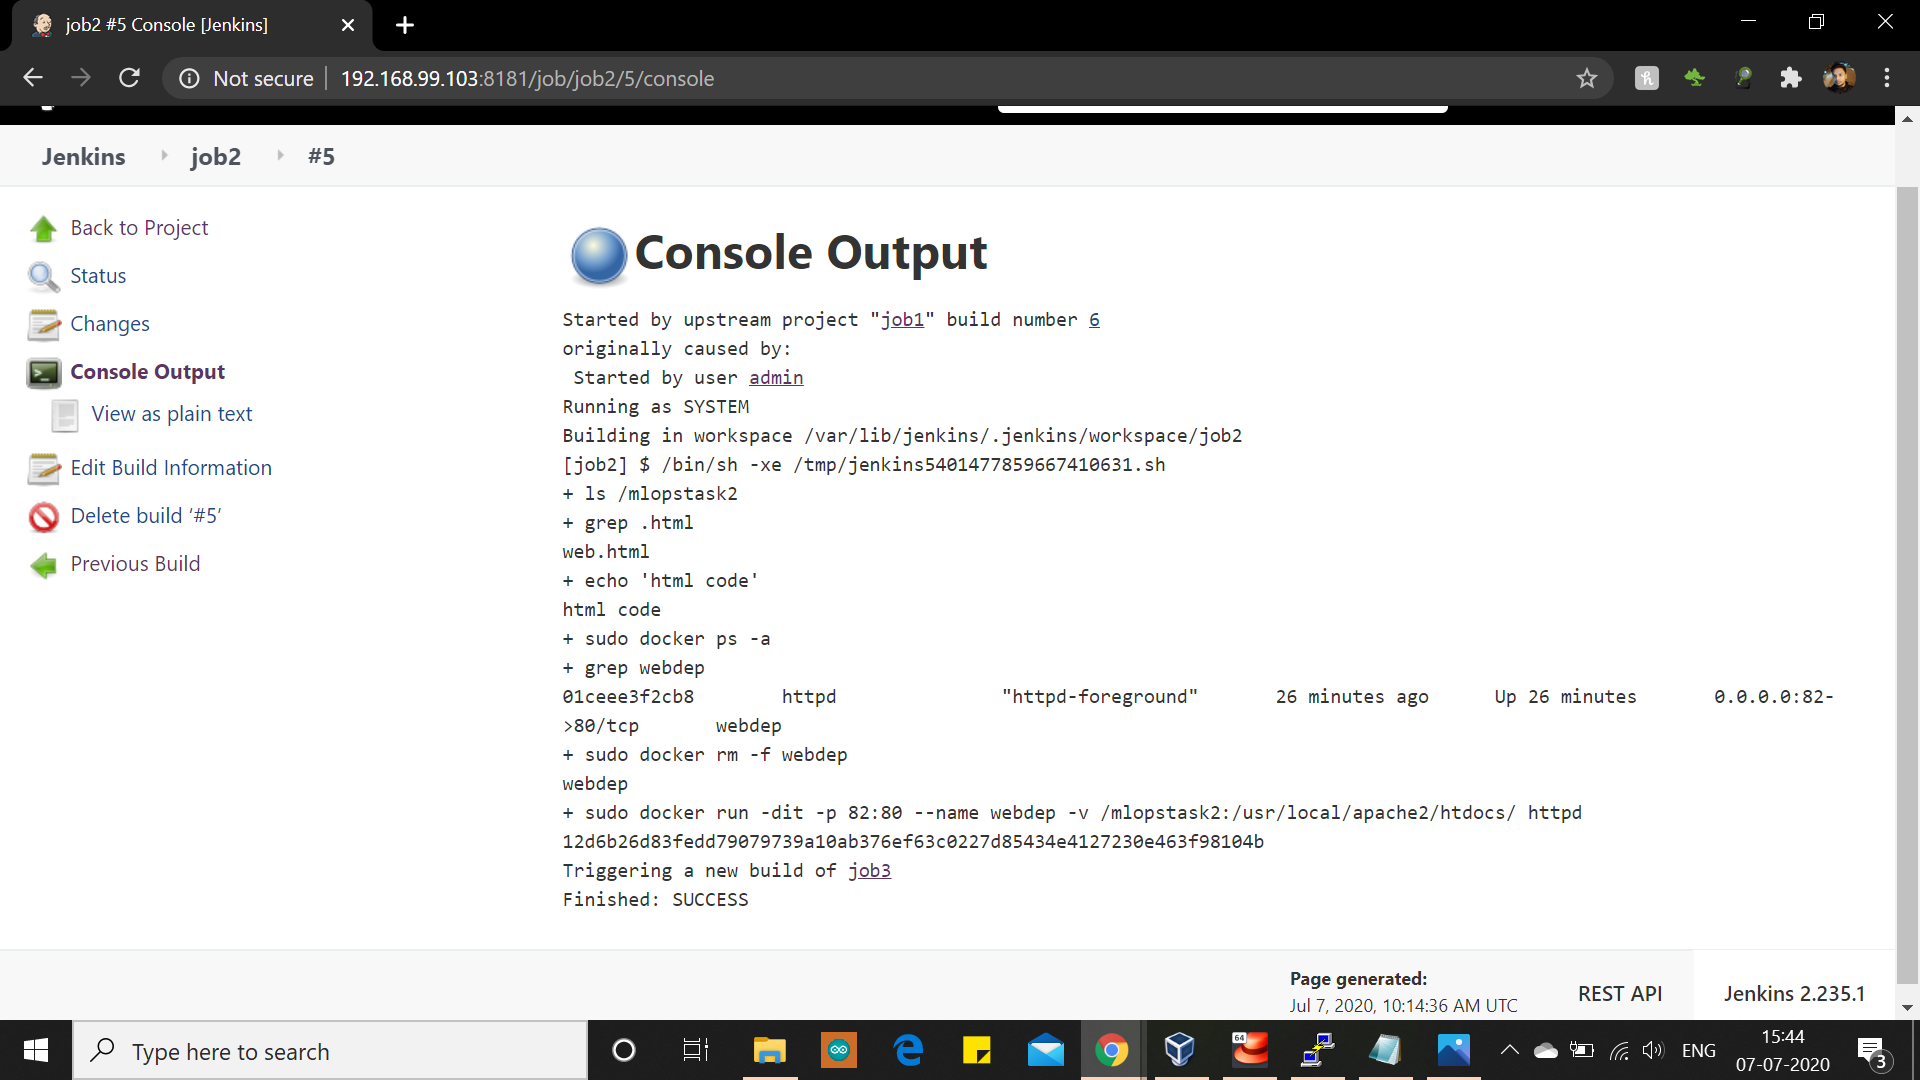 job2 #5 Console [Jenkins]
Not secure 192.168.99.103:8181/job/job2/5/console
Jenkins job2 #5
Back to Project
Status
Changes
Console Output
View as plain text
Edit Build Information
Delete build ‘#5’
Previous Build
Console Output
Started by upstream project "job1" build number 6
originally caused by:
Started by user admin
Running as SYSTEM
Building in workspace /var/lib/jenkins/.jenkins/workspace/job2
[job2] $ /bin/sh -xe /tmp/jenkins5401477859667410631.sh
+ ls /mlopstask2
+ grep .html
web.html
+ echo 'html code'
html code
+ sudo docker ps -a
+ grep webdep
01ceee3f2cb8 httpd "httpd-foreground" 26 minutes ago Up 26 minutes 0.0.0.0:82-
>80/tcp webdep
+ sudo docker rm -f webdep
webdep
+ sudo docker run -dit -p 82:80 --name webdep -v /mlopstask2:/usr/local/apache2/htdocs/ httpd
12d6b26d83fedd79079739a10ab376ef63c0227d85434e4127230e463f98104b
Triggering a new build of job3
Finished: SUCCESS
Page generated:
Jul 7, 2020, 10:14:36 AM UTC
REST API
Jenkins 2.235.1
Type here to search
64
ENG
15:44
07-07-2020
3